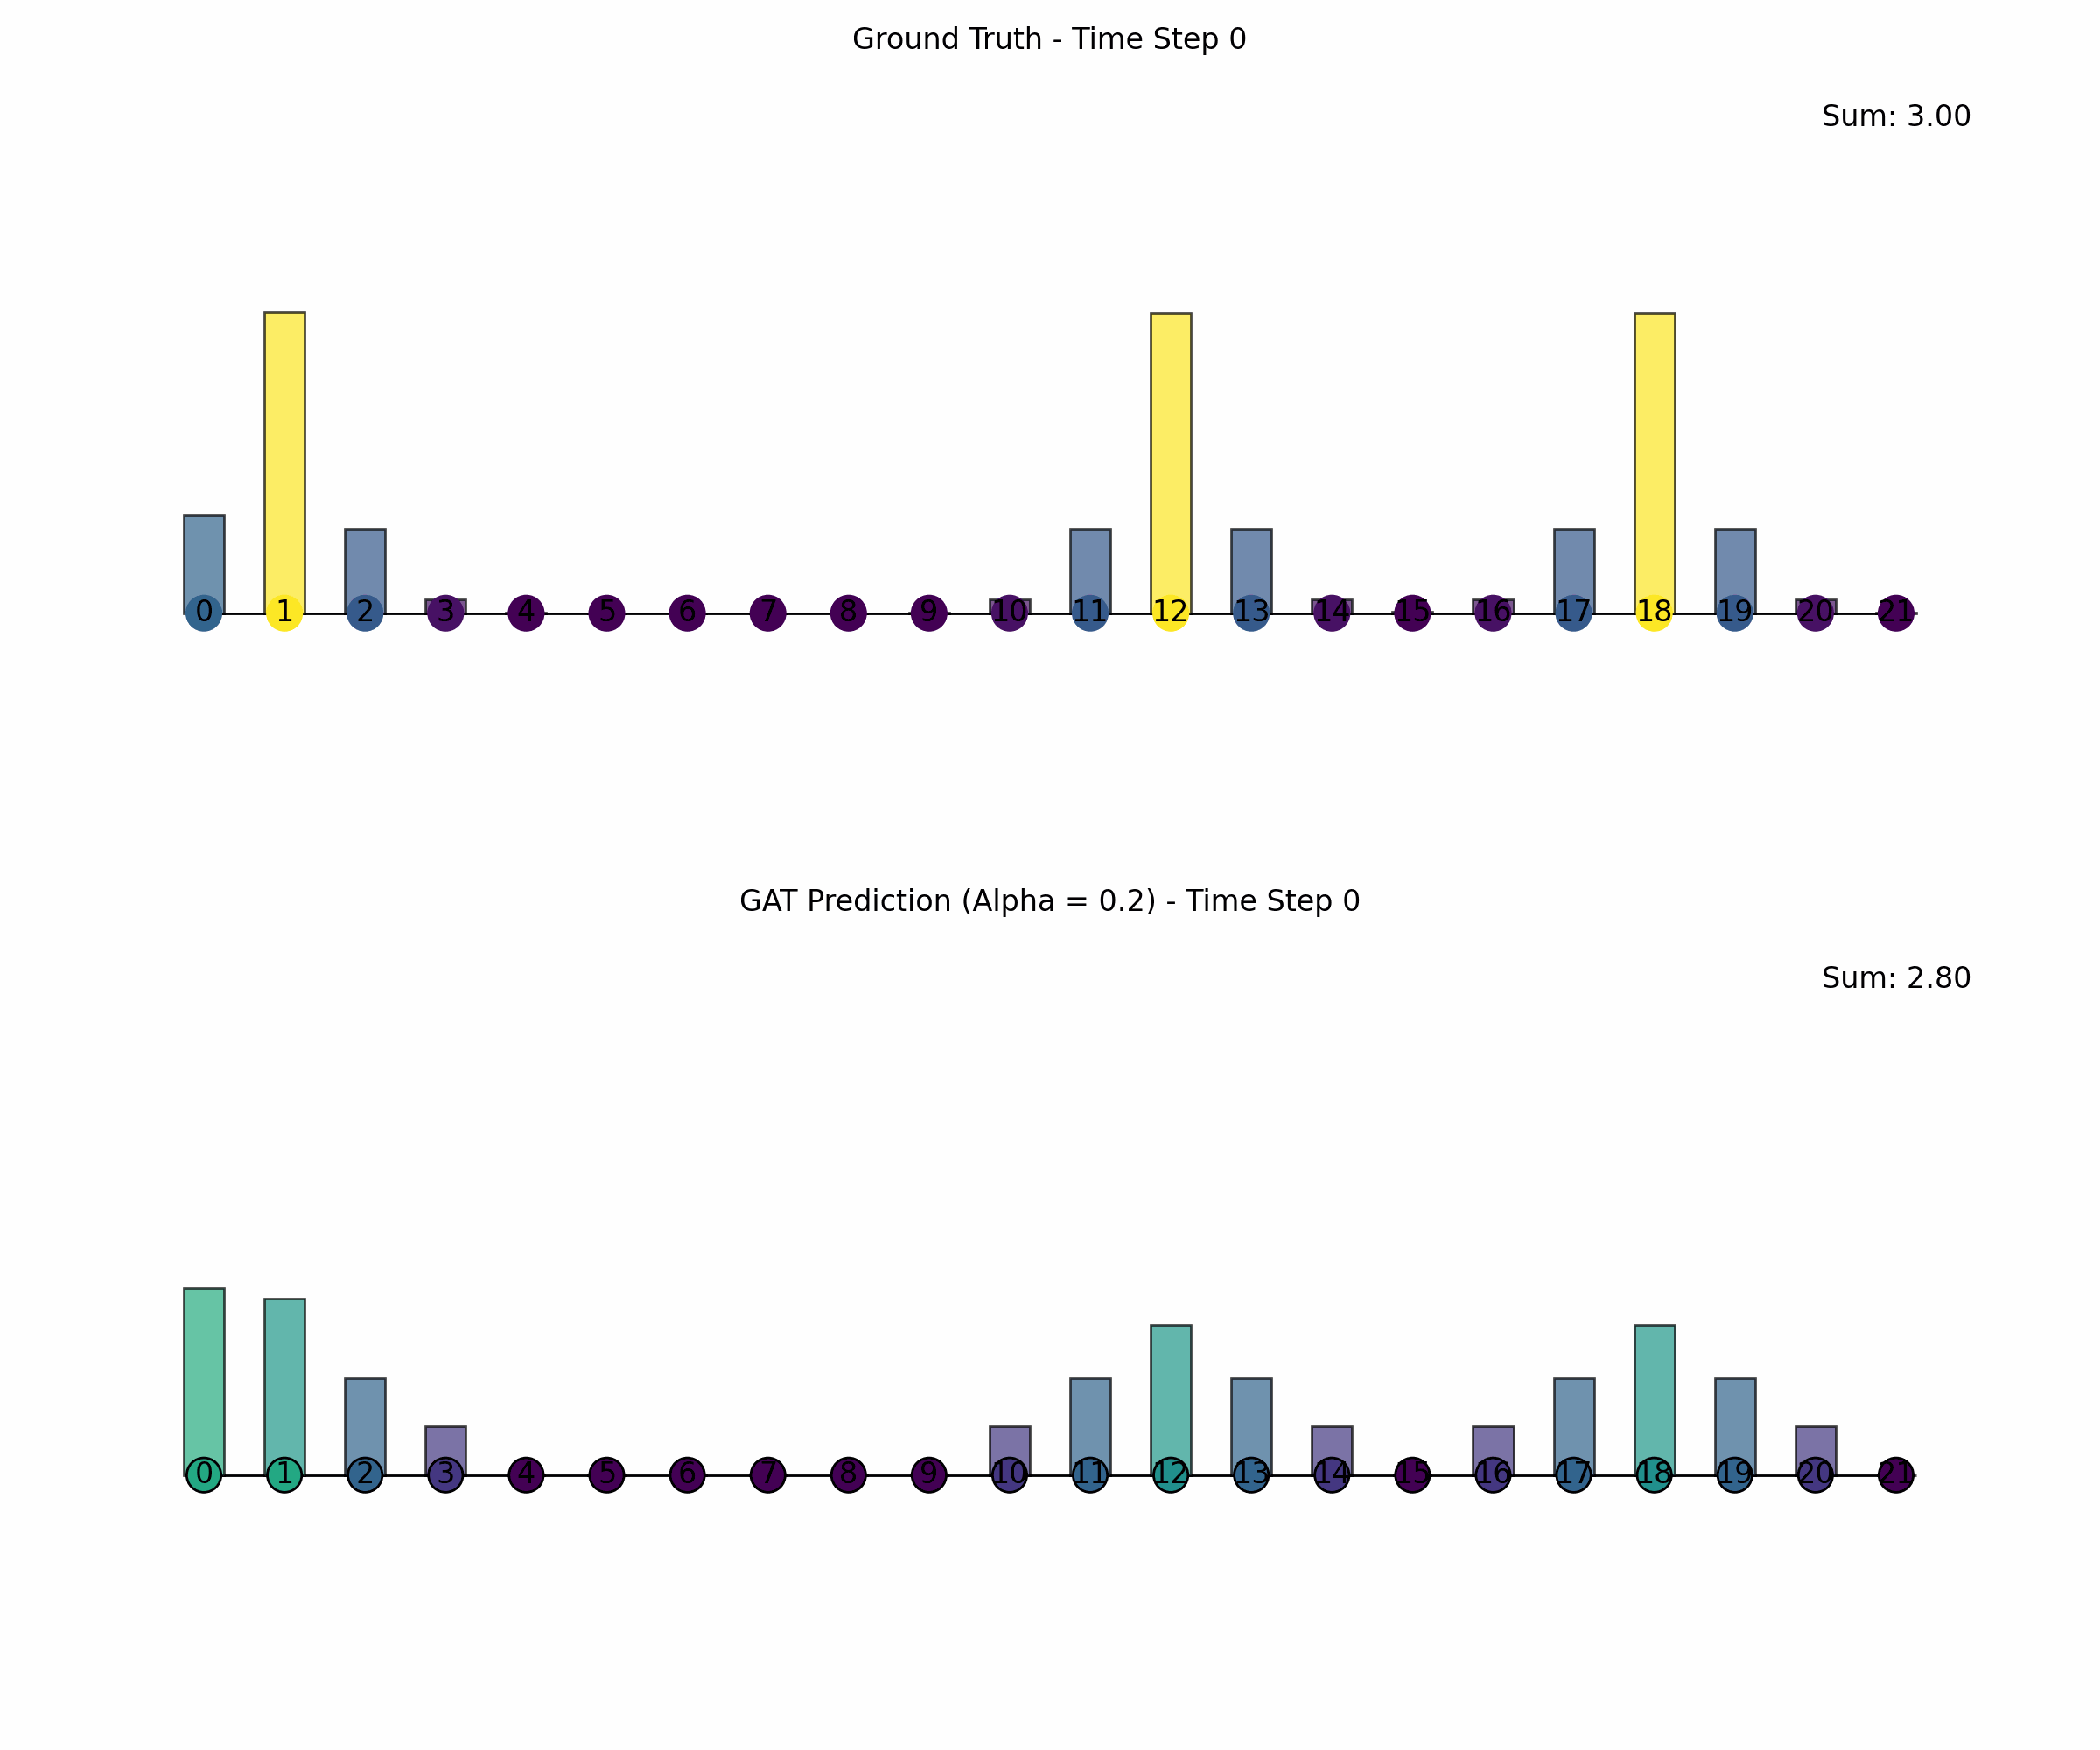 Ground Truth - Time Step 0
Sum: 3.00
0 1 2 3 4 5 6 7 8 9 10 11 12 13 14 15 16 17 18 19 20 21
GAT Prediction (Alpha = 0.2) - Time Step 0
Sum: 2.80
0 1 2 3 4 5 6 7 8 9 10 11 12 13 14 15 16 17 18 19 20 21